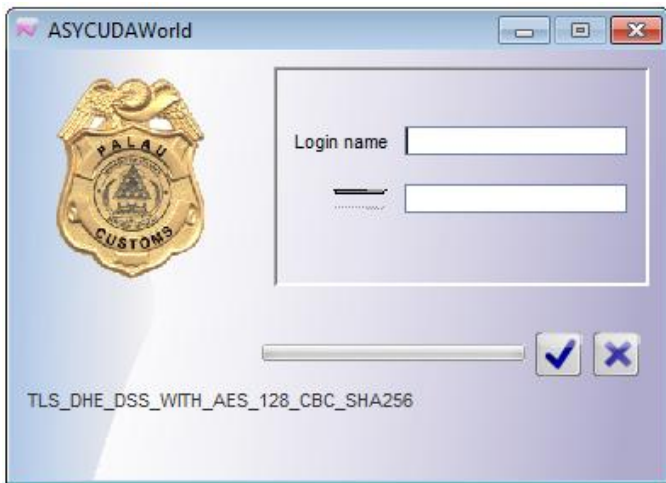 ASYCUDAWorld
PALAU
CUSTOMS
Login name
TLS_DHE_DSS_WITH_AES_128_CBC_SHA256